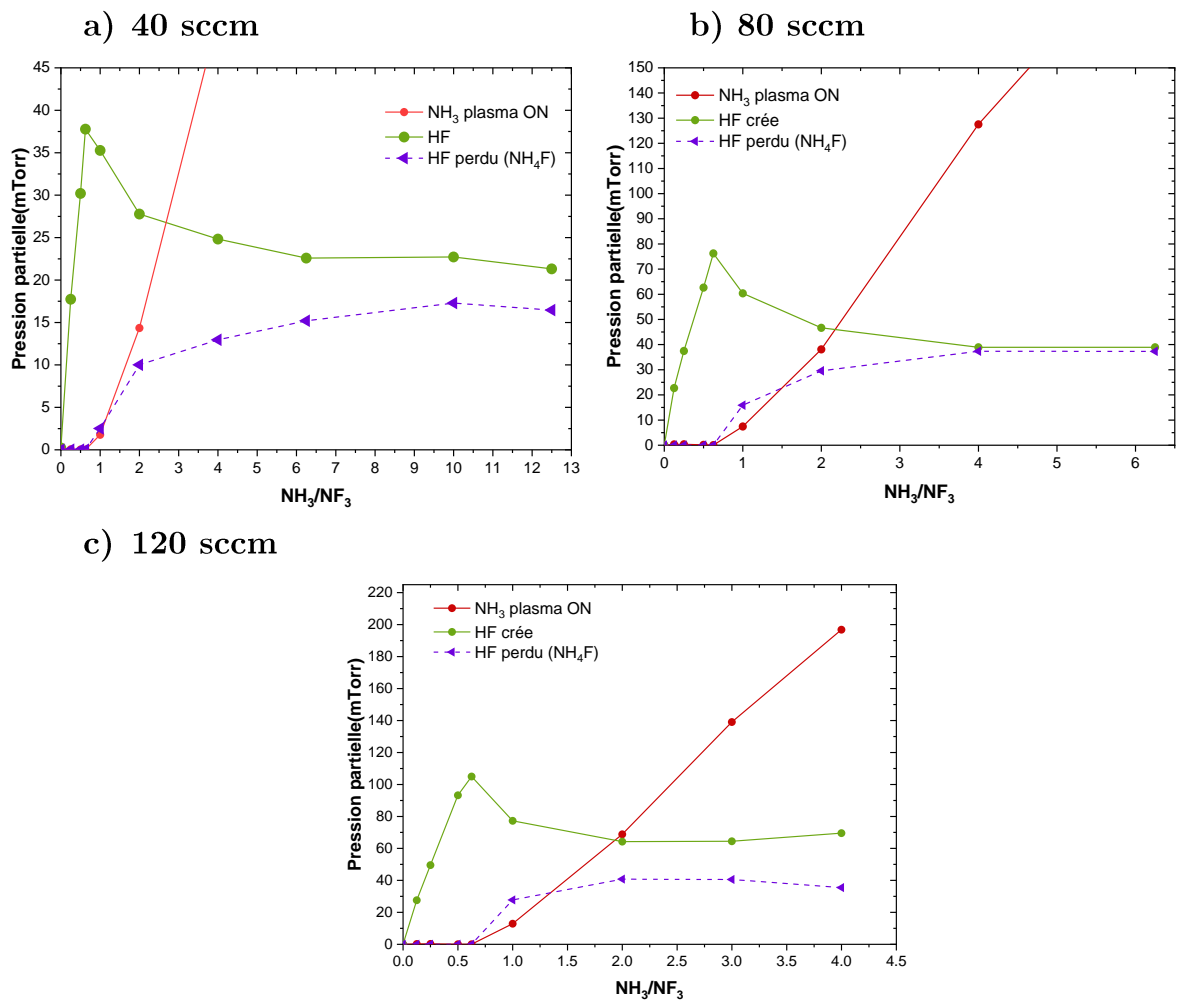 a) 40 sccm
45
40
35
30
25
20
15
10
5
0
Pression partielle(mTorr)
NH₃ plasma ON
HF
HF perdu (NH₄F)
0 1 2 3 4 5 6 7 8 9 10 11 12 13
NH₃/NF₃
b) 80 sccm
150
140
130
120
110
100
90
80
70
60
50
40
30
20
10
0
Pression partielle(mTorr)
NH₃ plasma ON
HF crée
HF perdu (NH₄F)
0 1 2 3 4 5 6
NH₃/NF₃
c) 120 sccm
220
200
180
160
140
120
100
80
60
40
20
0
Pression partielle(mTorr)
NH₃ plasma ON
HF crée
HF perdu (NH₄F)
0.0 0.5 1.0 1.5 2.0 2.5 3.0 3.5 4.0 4.5
NH₃/NF₃